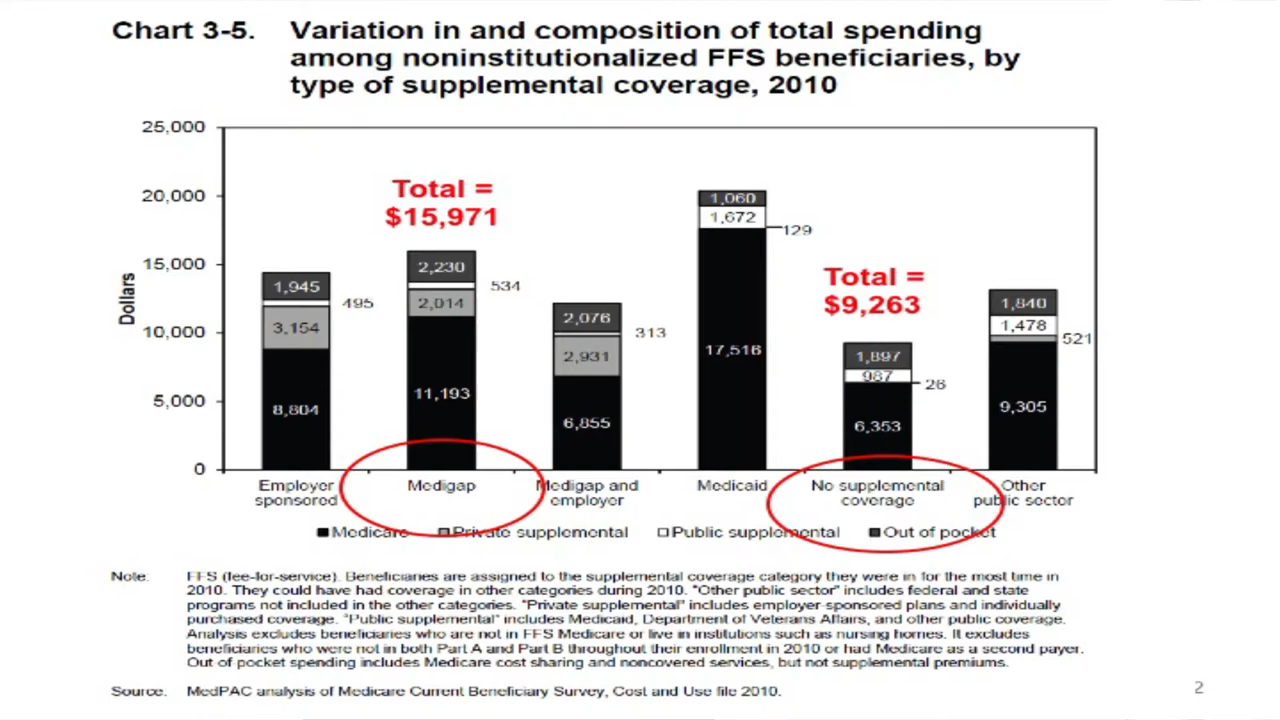 Chart 3-5. Variation in and composition of total spending
among noninstitutionalized FFS beneficiaries, by
type of supplemental coverage, 2010
25,000
20,000
15,000
10,000
5,000
0
Dollars
Total =
$15,971
Total =
$9,263
1,945
495
3,154
8,804
2,230
534
2,014
11,193
2,076
313
2,931
6,855
1,060
1,672
129
17,516
1,897
987
26
6,353
1,840
1,478
521
9,305
Employer
sponsored
Medigap
Medigap and
employer
Medicaid
No supplemental
coverage
Other
public sector
Medicare Private supplemental Public supplemental Out of pocket
Note: FFS (fee-for-service). Beneficiaries are assigned to the supplemental coverage category they were in for the most time in
2010. They could have had coverage in other categories during 2010. "Other public sector" includes federal and state
programs not included in the other categories. "Private supplemental" includes employer-sponsored plans and individually
purchased coverage. "Public supplemental" includes Medicaid, Department of Veterans Affairs, and other public coverage.
Analysis excludes beneficiaries who are not in FFS Medicare or live in institutions such as nursing homes. It excludes
beneficiaries who were not in both Part A and Part B throughout their enrollment in 2010 or had Medicare as a second payer.
Out of pocket spending includes Medicare cost sharing and noncovered services, but not supplemental premiums.
Source: MedPAC analysis of Medicare Current Beneficiary Survey, Cost and Use file 2010.
2